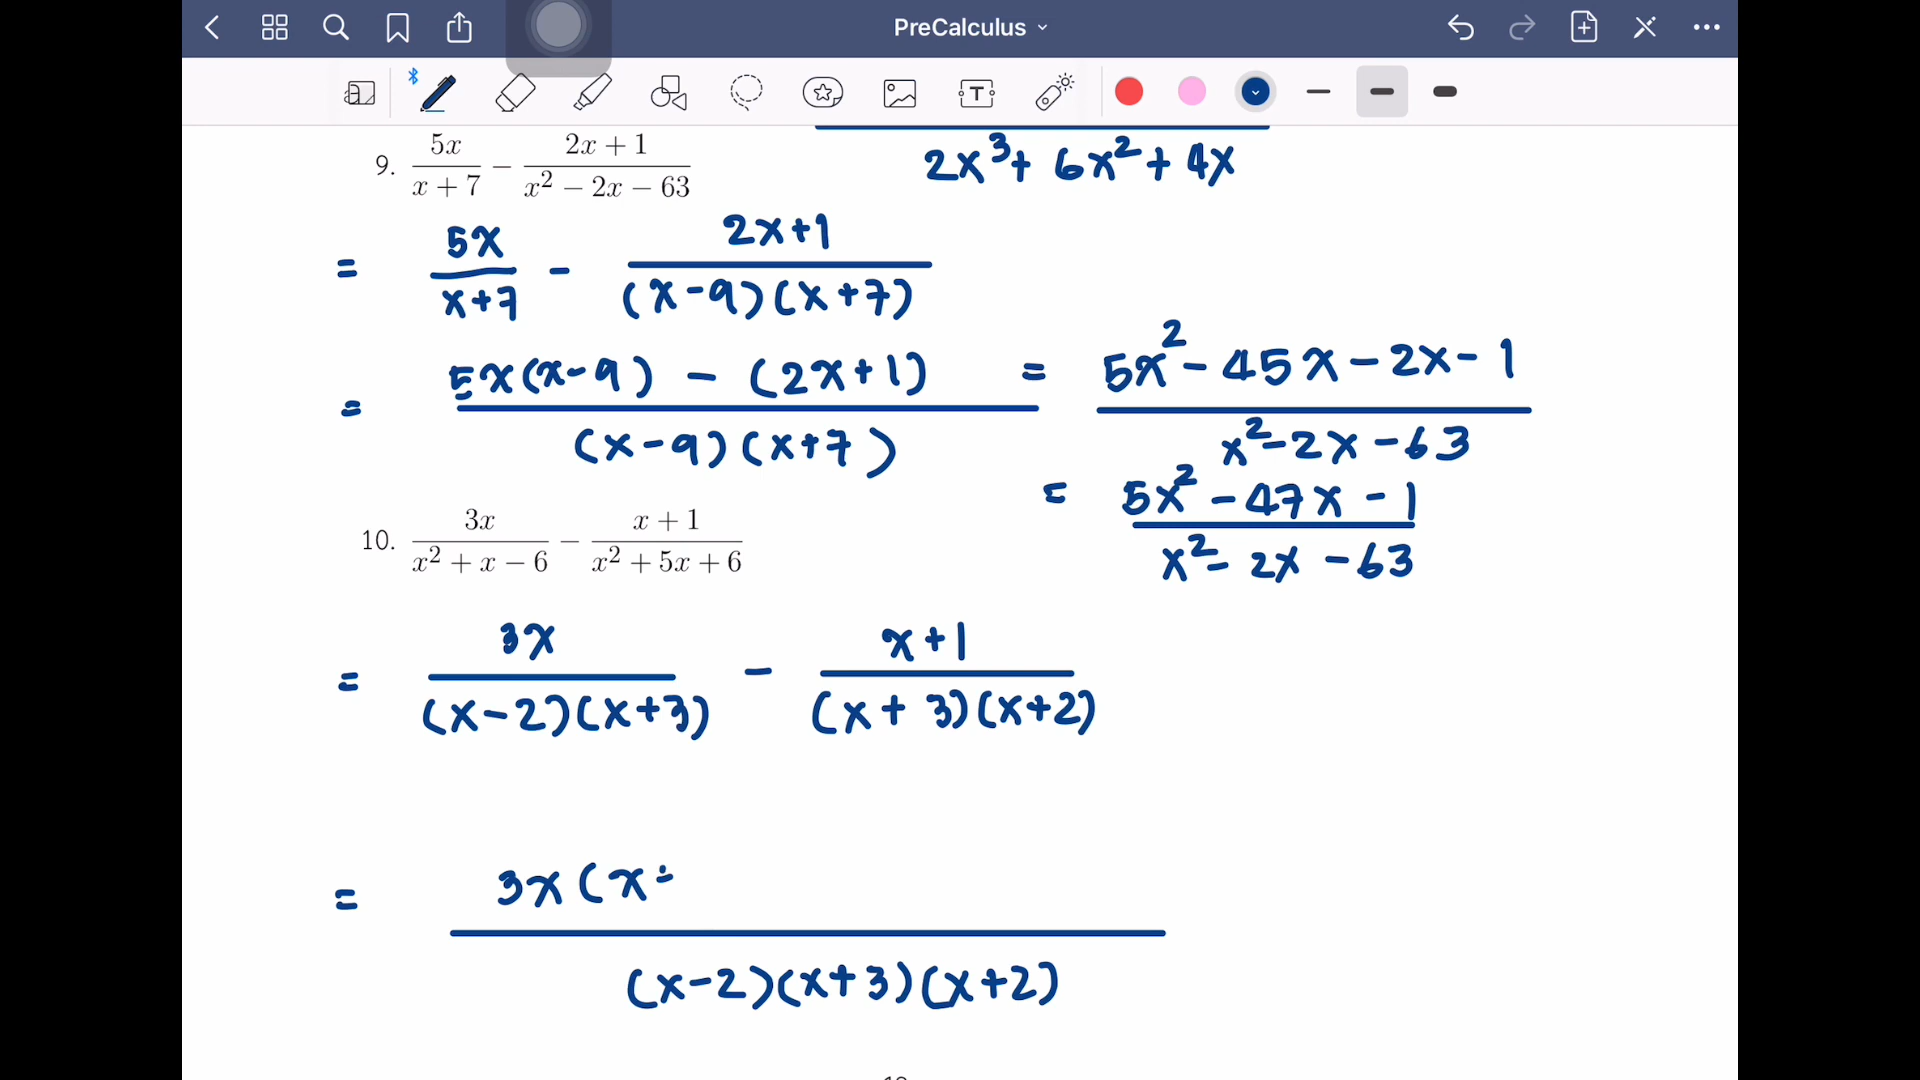 PreCalculus
2x³ + 6x² + 4x
9. 5x/(x + 7) − (2x + 1)/(x² − 2x − 63)
= 5x/(x+7) - (2x+1)/((x-9)(x+7))
= (5x(x-9) - (2x+1))/((x-9)(x+7)) = (5x² - 45x - 2x - 1)/(x² - 2x - 63)
= (5x² - 47x - 1)/(x² - 2x - 63)
10. 3x/(x² + x − 6) − (x + 1)/(x² + 5x + 6)
= 3x/((x-2)(x+3)) - (x+1)/((x+3)(x+2))
= 3x(x
(x-2)(x+3)(x+2)